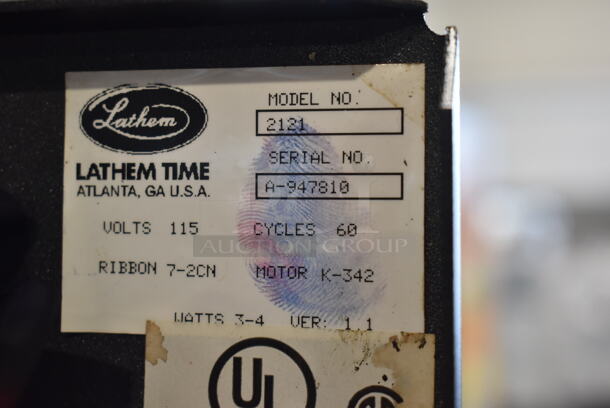 Lathem
MODEL NO.
2121
SERIAL NO.
LATHEM TIME
ATLANTA, GA U.S.A.
A-947810
VOLTS 115 CYCLES 60
AUCTION GROUP
RIBBON 7-2CN MOTOR K-342
WATTS 3-4 VER: 1.1
UL